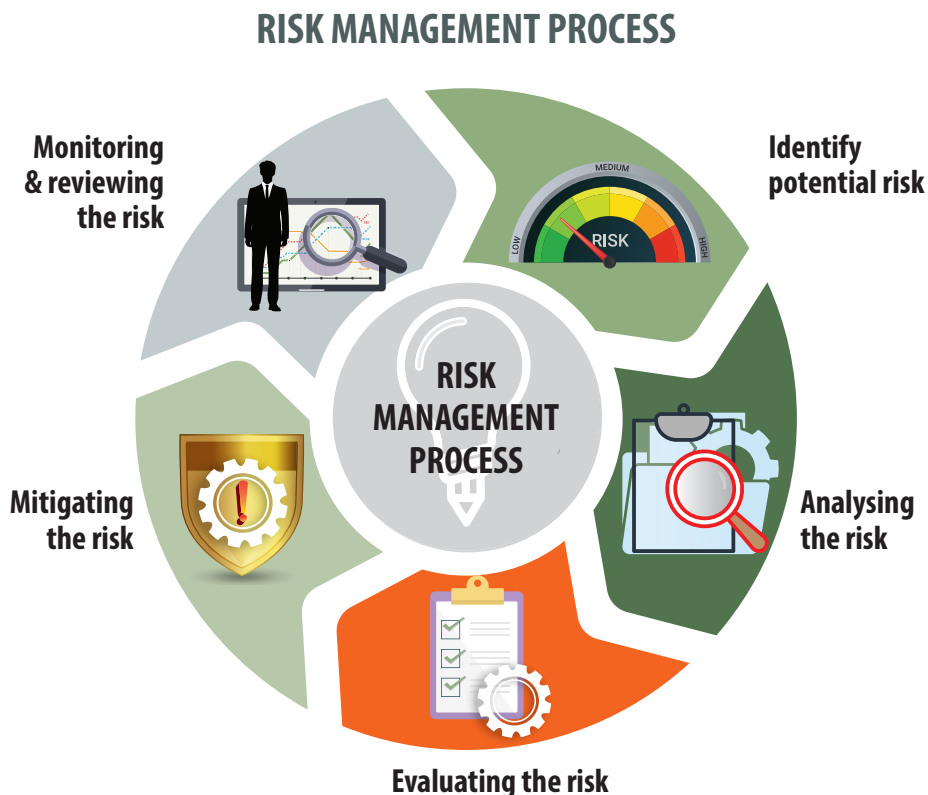 RISK MANAGEMENT PROCESS
Monitoring
& reviewing
the risk
Identify
potential risk
LOW
MEDIUM
HIGH
RISK
RISK
MANAGEMENT
PROCESS
Mitigating
the risk
Analysing
the risk
Evaluating the risk